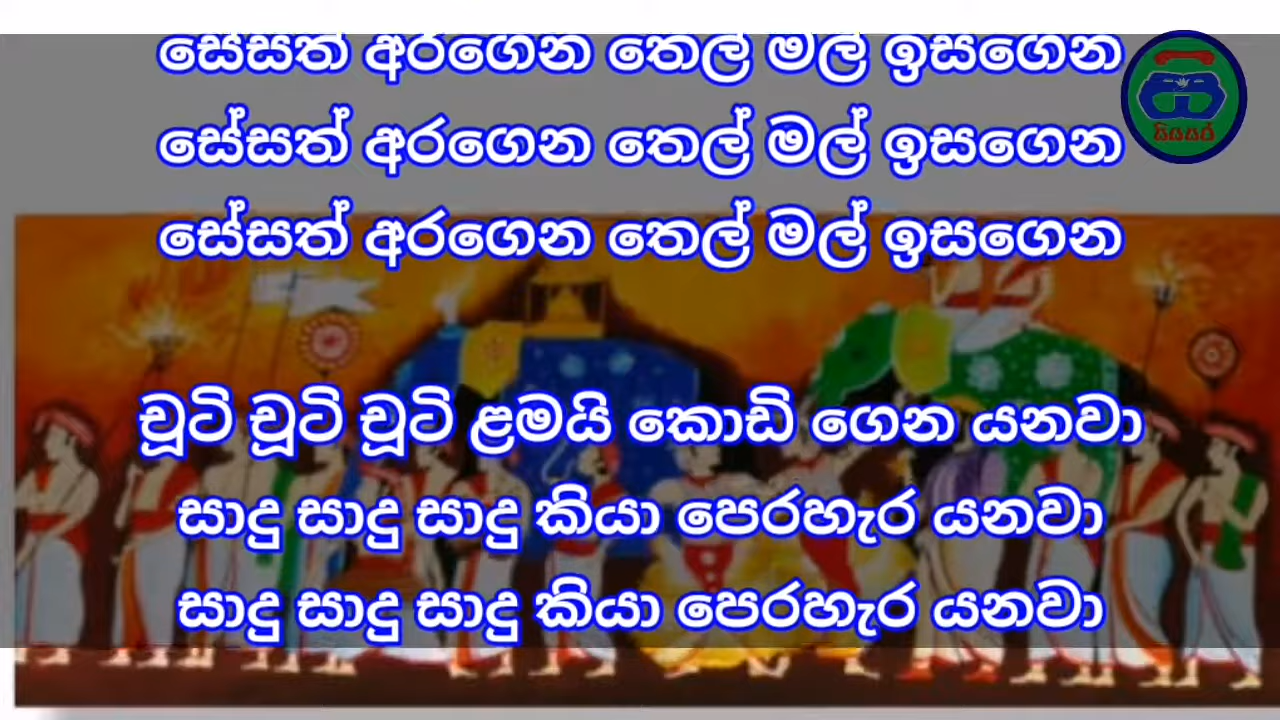 සේසත් අරගෙන තෙල් මල් ඉසගෙන
සේසත් අරගෙන තෙල් මල් ඉසගෙන
සේසත් අරගෙන තෙල් මල් ඉසගෙන
චූටි චූටි චූටි ළමයි කොඩි ගෙන යනවා
සාදු සාදු සාදු කියා පෙරහැර යනවා
සාදු සාදු සාදු කියා පෙරහැර යනවා